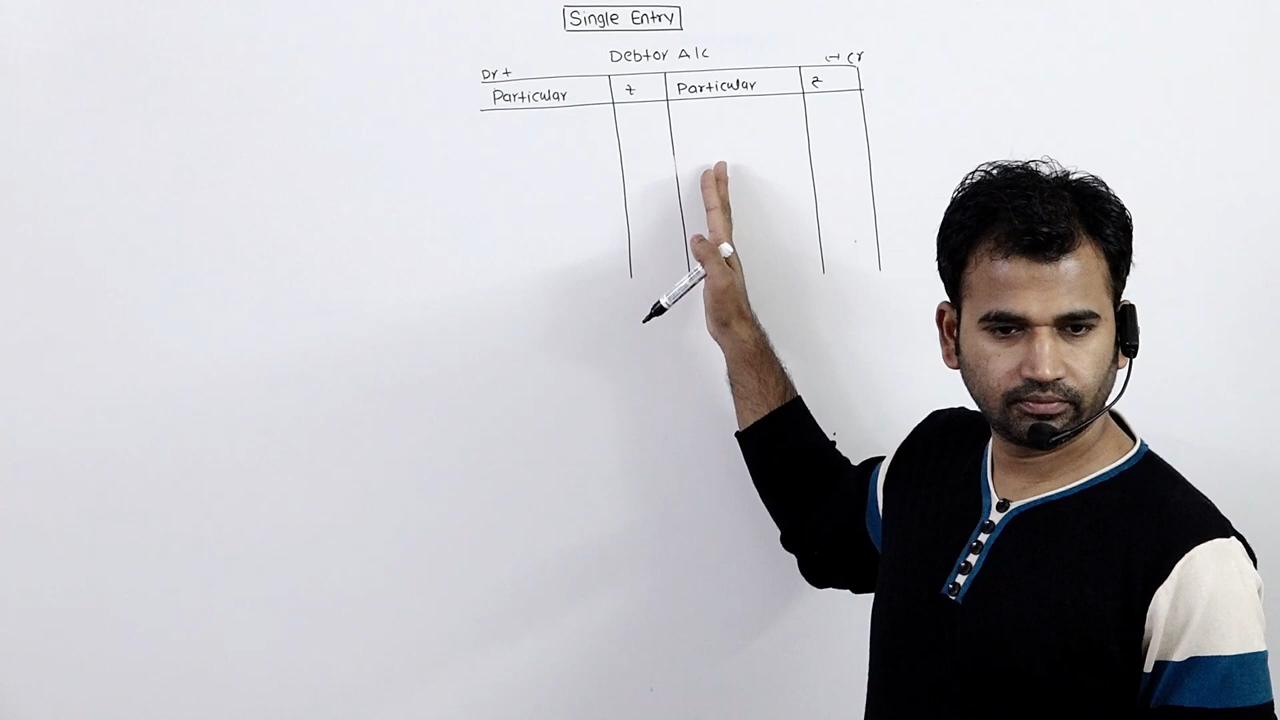 Single Entry
Debtor A/c
Dr + (-) Cr
Particular ₹ Particular ₹